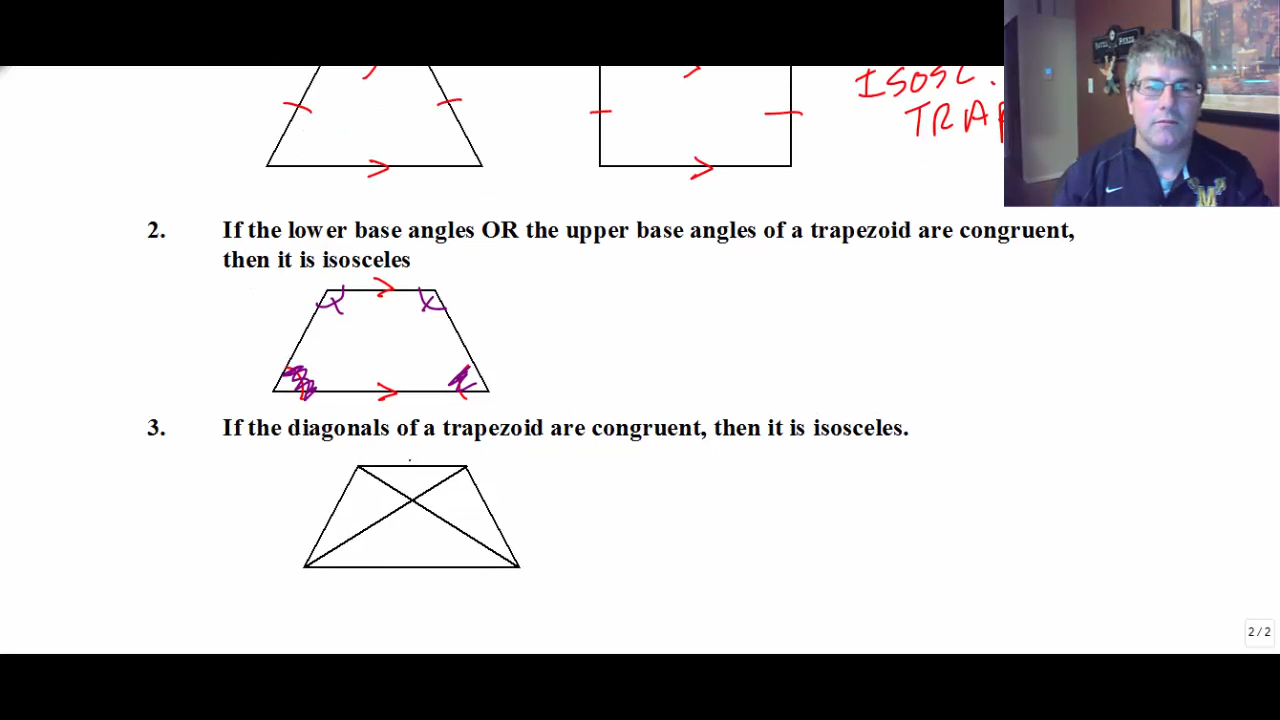 ISOSC.
TRAP
2. If the lower base angles OR the upper base angles of a trapezoid are congruent,
then it is isosceles
3. If the diagonals of a trapezoid are congruent, then it is isosceles.
2/2